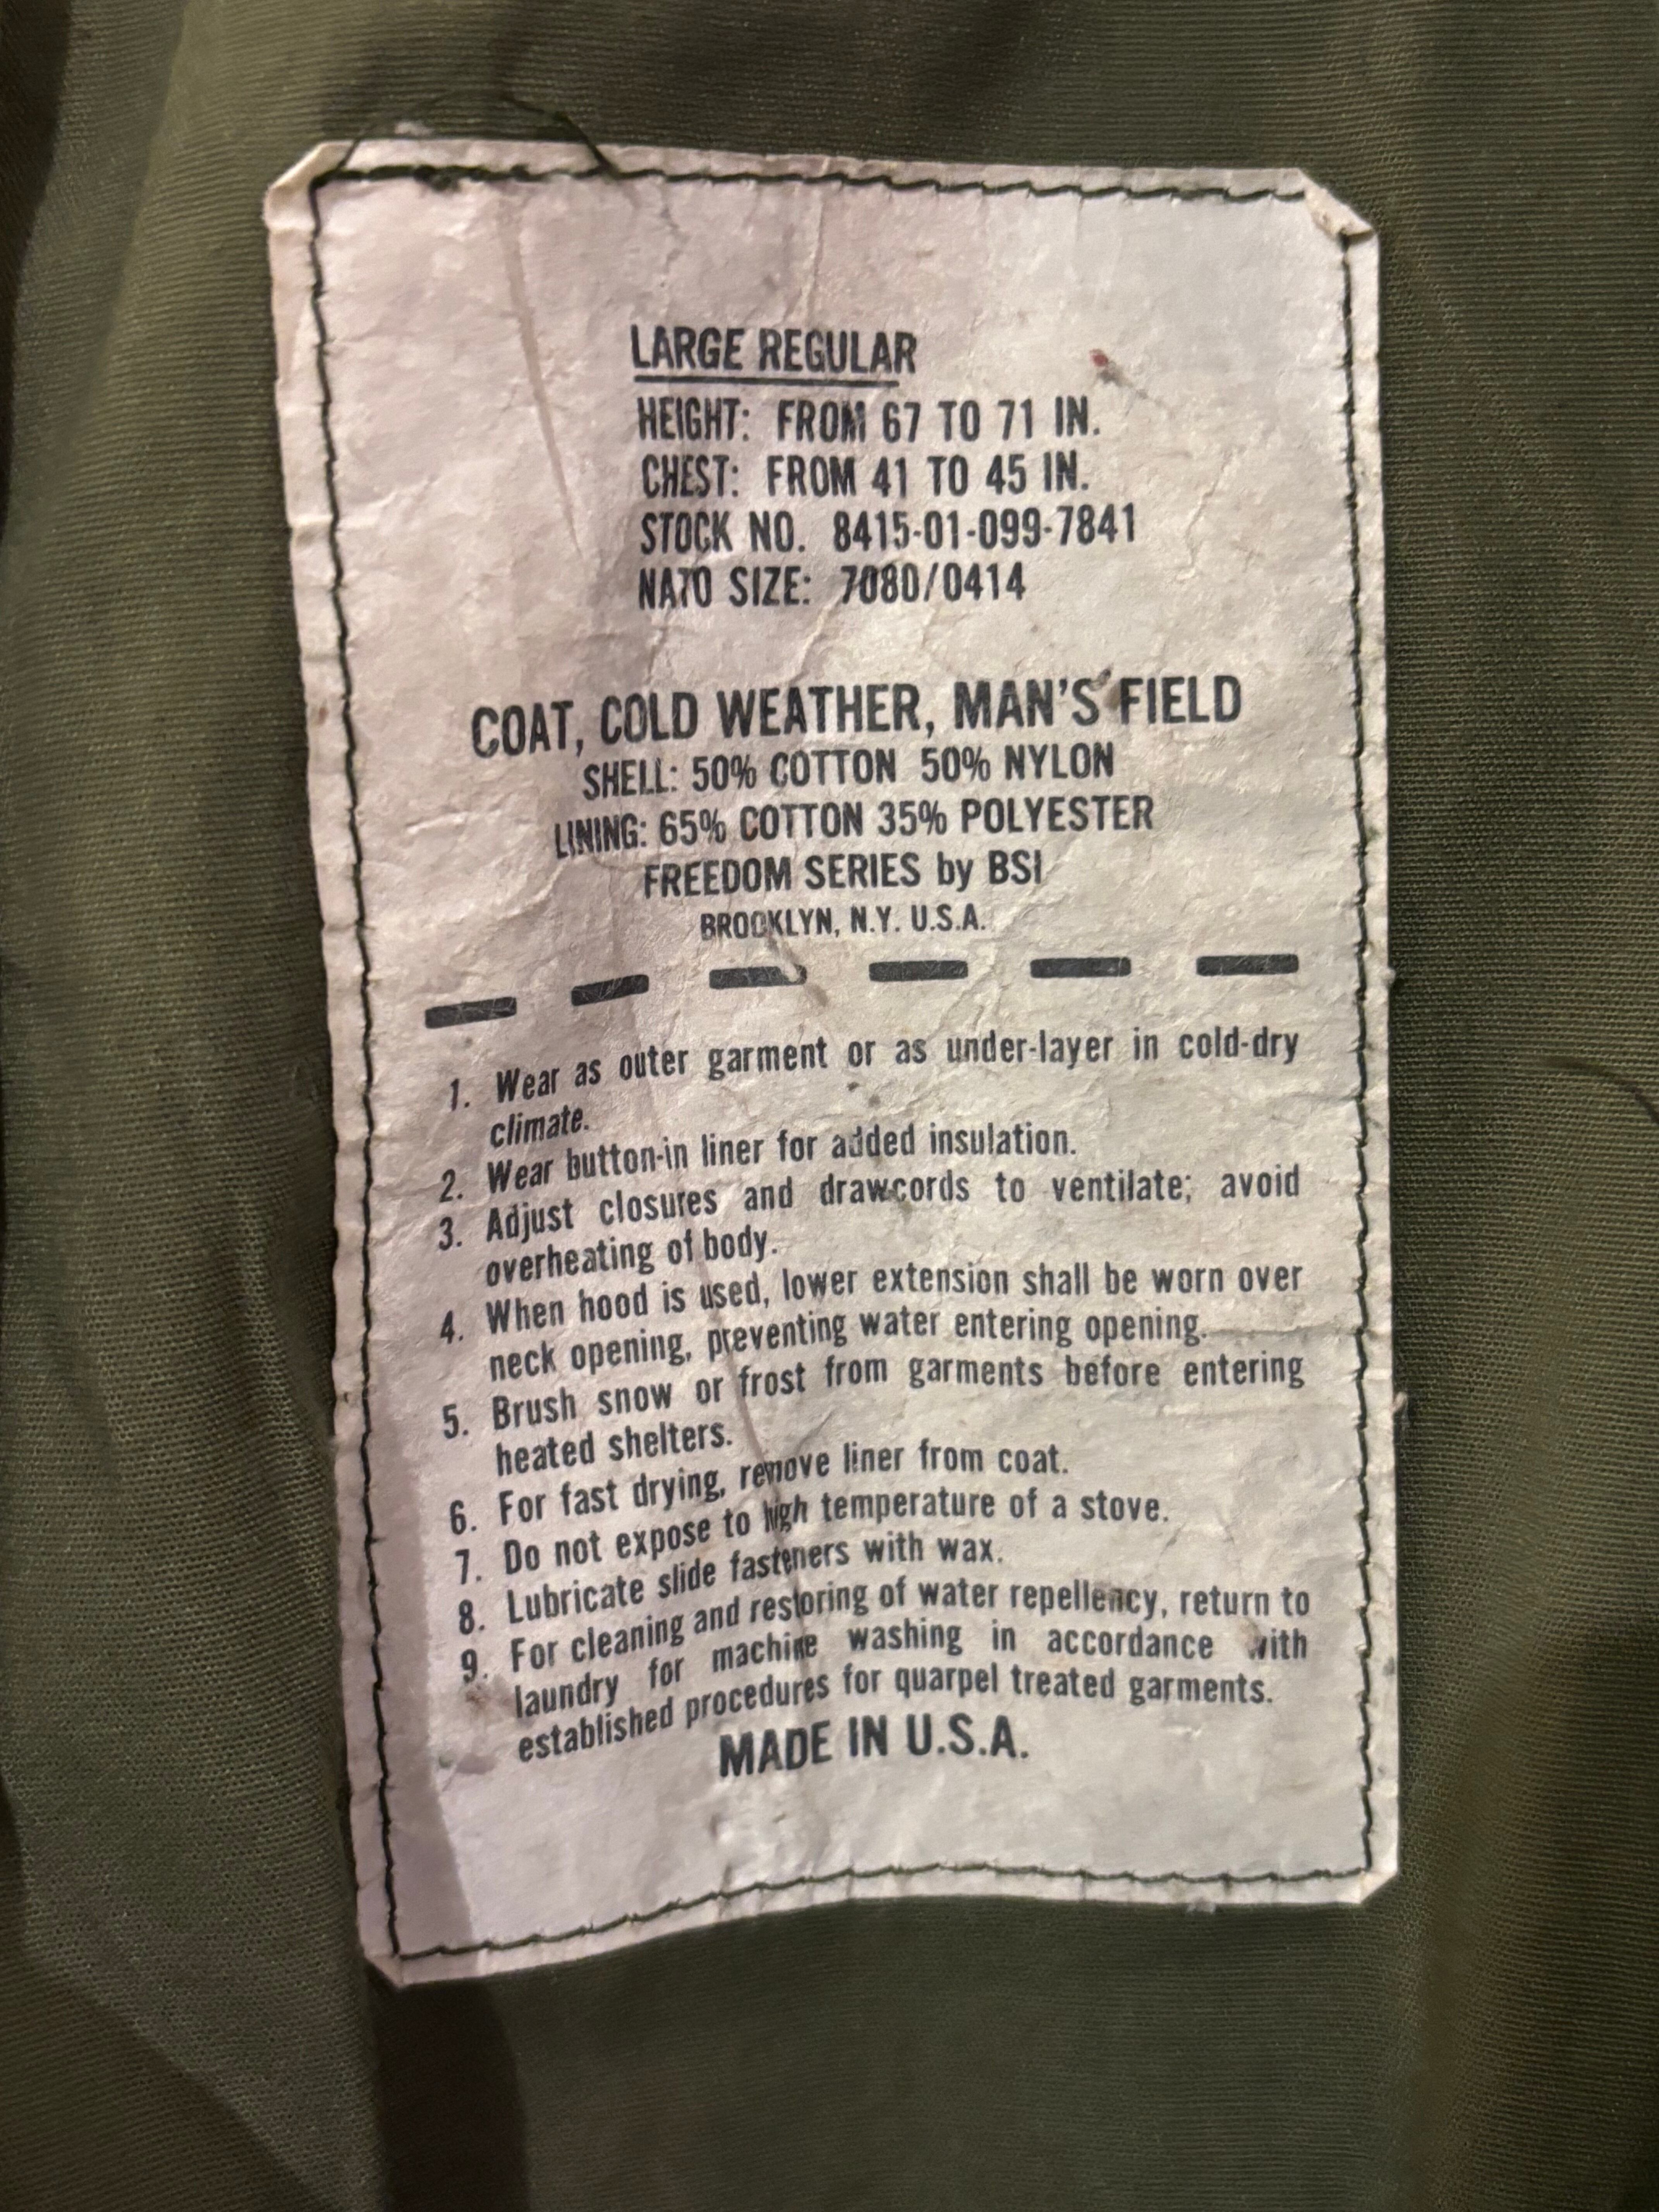 LARGE REGULAR
HEIGHT: FROM 67 TO 71 IN.
CHEST: FROM 41 TO 45 IN.
STOCK NO. 8415-01-099-7841
NATO SIZE: 7080/0414
COAT, COLD WEATHER, MAN'S FIELD
SHELL: 50% COTTON 50% NYLON
LINING: 65% COTTON 35% POLYESTER
FREEDOM SERIES by BSI
BROOKLYN, N.Y. U.S.A.
1. Wear as outer garment or as under-layer in cold-dry
climate.
2. Wear button-in liner for added insulation.
3. Adjust closures and drawcords to ventilate; avoid
overheating of body.
4. When hood is used, lower extension shall be worn over
neck opening, preventing water entering opening.
5. Brush snow or frost from garments before entering
heated shelters.
6. For fast drying, remove liner from coat.
7. Do not expose to high temperature of a stove.
8. Lubricate slide fasteners with wax.
9. For cleaning and restoring of water repellency, return to
laundry for machine washing in accordance with
established procedures for quarpel treated garments.
MADE IN U.S.A.